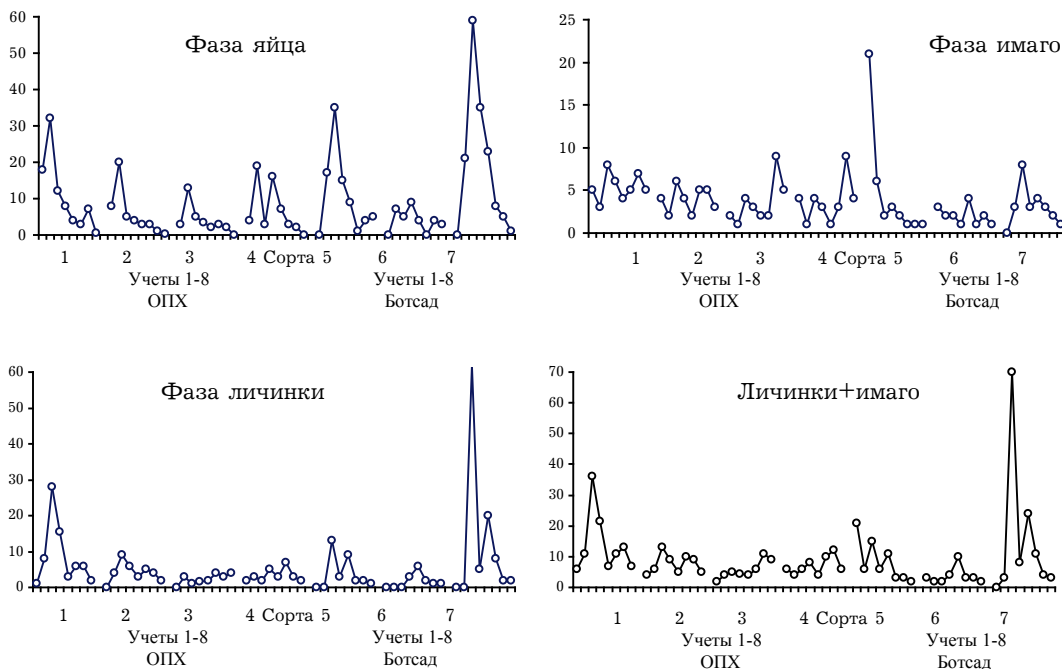 Фаза яйца
60
50
40
30
20
10
0
1 2 3 4 Сорта 5 6 7
Учеты 1-8 Учеты 1-8
ОПХ Ботсад
Фаза имаго
25
20
15
10
5
0
1 2 3 4 Сорта 5 6 7
Учеты 1-8 Учеты 1-8
ОПХ Ботсад
Фаза личинки
60
50
40
30
20
10
0
1 2 3 4 Сорта 5 6 7
Учеты 1-8 Учеты 1-8
ОПХ Ботсад
Личинки+имаго
70
60
50
40
30
20
10
0
1 2 3 4 Сорта 5 6 7
Учеты 1-8 Учеты 1-8
ОПХ Ботсад